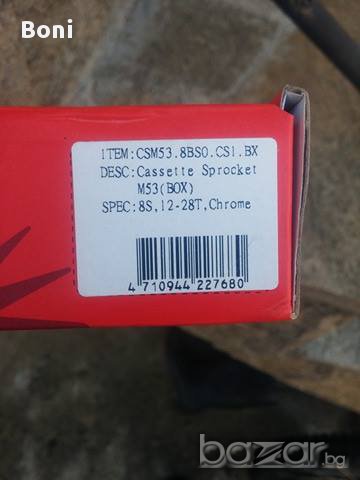 Boni
ITEM:CSM53.8BS0.CS1.BX
DESC:Cassette Sprocket
M53(BOX)
SPEC:8S,12-28T,Chrome
4 710944 227680
bazar.bg